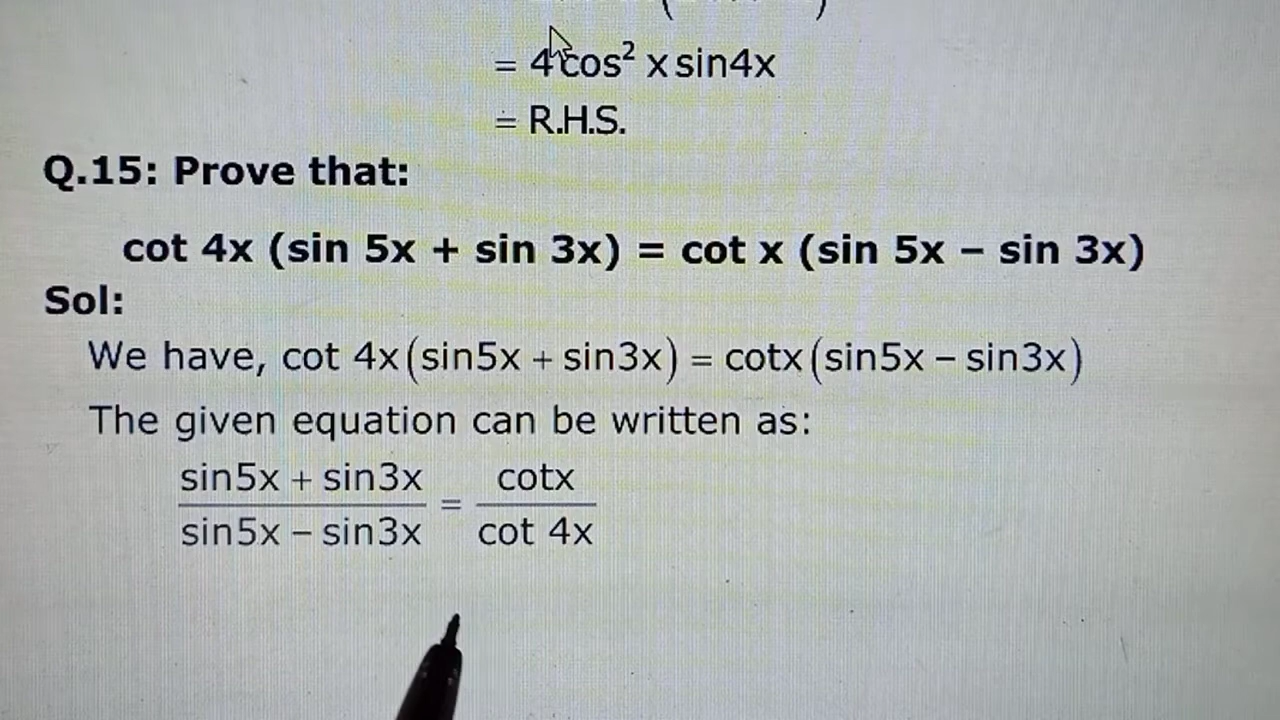 = 4cos² x sin4x
= R.H.S.
Q.15: Prove that:
cot 4x (sin 5x + sin 3x) = cot x (sin 5x – sin 3x)
Sol:
We have, cot 4x(sin5x + sin3x) = cotx(sin5x – sin3x)
The given equation can be written as:
sin5x + sin3x / sin5x – sin3x = cotx / cot 4x